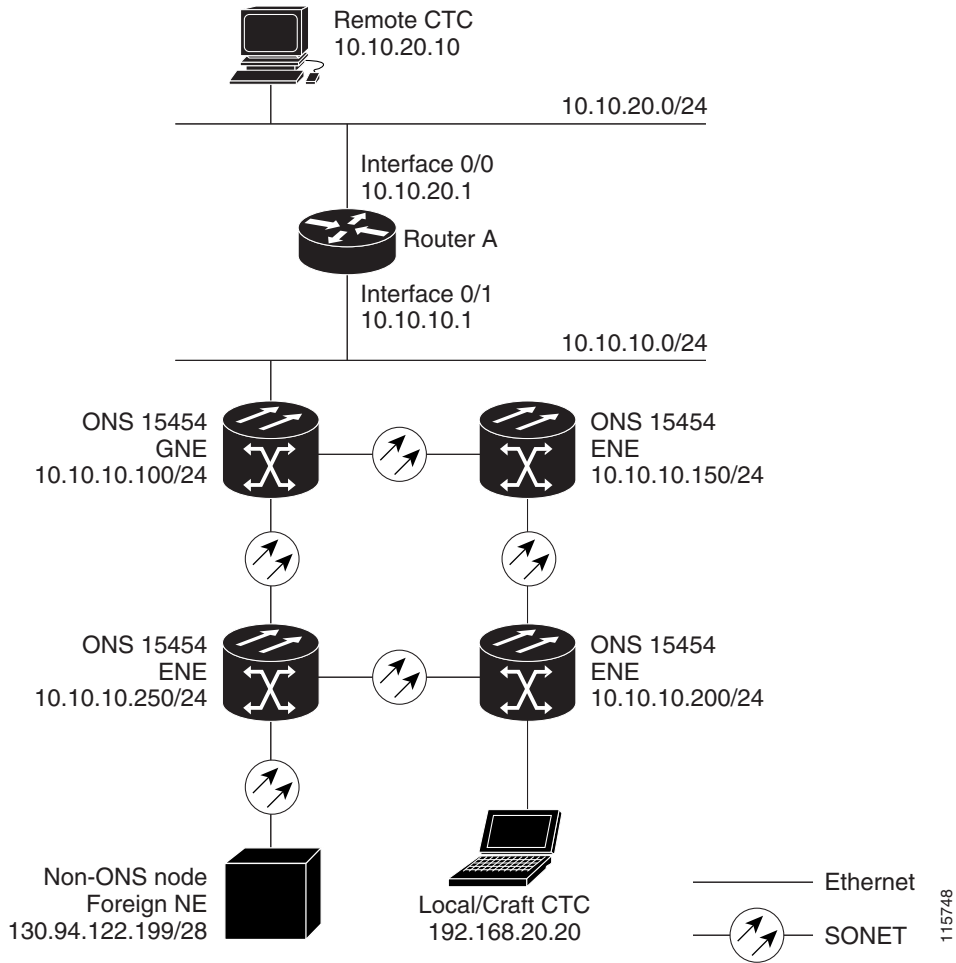 Remote CTC
10.10.20.10
10.10.20.0/24
Interface 0/0
10.10.20.1
Router A
Interface 0/1
10.10.10.1
10.10.10.0/24
ONS 15454
GNE
10.10.10.100/24
ONS 15454
ENE
10.10.10.150/24
ONS 15454
ENE
10.10.10.250/24
ONS 15454
ENE
10.10.10.200/24
Non-ONS node
Foreign NE
130.94.122.199/28
Local/Craft CTC
192.168.20.20
Ethernet
SONET
115748